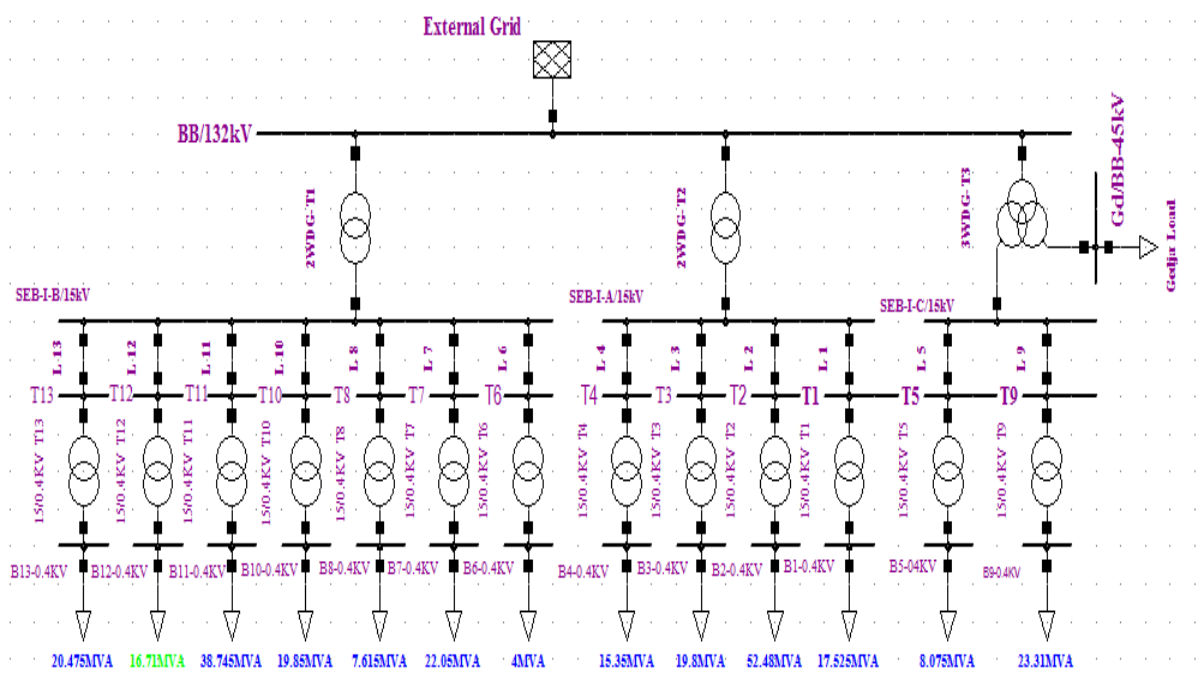 External Grid
BB/132kV
Gd/BB-45kV
2WDG-T1
2WDG-T2
3WDG-T3
Gedja Load
SEB-I-B/15kV
SEB-I-A/15kV
SEB-I-C/15kV
L-13
L-12
L-11
L-10
L-8
L-7
L-6
L-4
L-3
L-2
L-1
L-5
L-9
T13
T12
T11
T10
T8
T7
T6
T4
T3
T2
T1
T5
T9
15/0.4KV T13
15/0.4KV T12
15/0.4KV T11
15/0.4KV T10
15/0.4KV T8
15/0.4KV T7
15/0.4KV T6
15/0.4KV T4
15/0.4KV T3
15/0.4KV T2
15/0.4KV T1
15/0.4KV T5
15/0.4KV T9
B13-0.4KV
B12-0.4KV
B11-0.4KV
B10-0.4KV
B8-0.4KV
B7-0.4KV
B6-0.4KV
B4-0.4KV
B3-0.4KV
B2-0.4KV
B1-0.4KV
B5-04KV
B9-0.4KV
20.475MVA
16.71MVA
38.745MVA
19.85MVA
7.615MVA
22.05MVA
4MVA
15.35MVA
19.8MVA
52.48MVA
17.525MVA
8.075MVA
23.31MVA